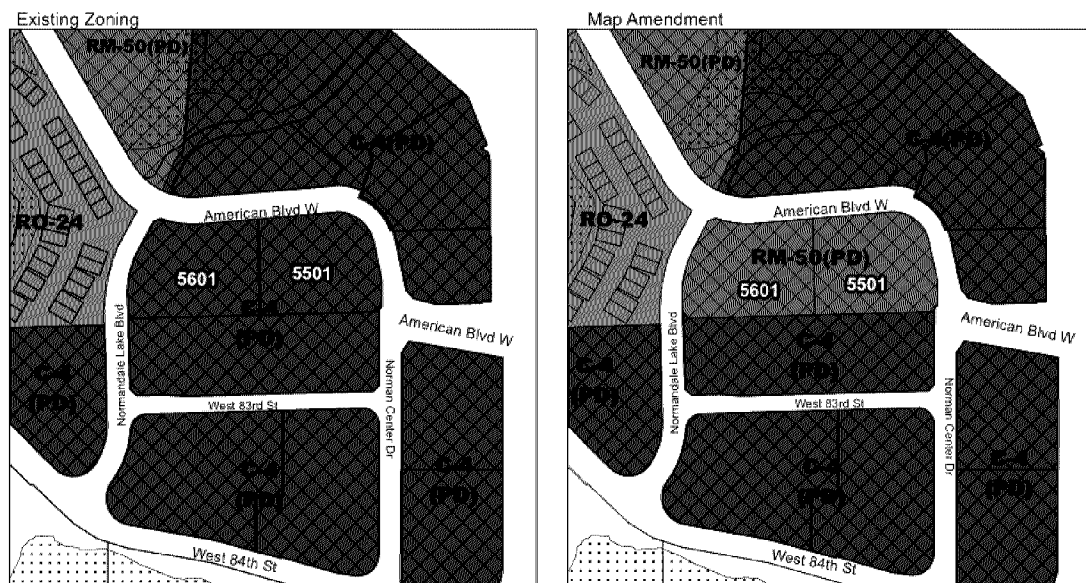 Existing Zoning
RM-50(PD)
C-4(PD)
American Blvd W
RO-24
5601
5501
C-4
(PD)
American Blvd W
Normandale Lake Blvd
Norman Center Dr
C-4
(PD)
West 83rd St
C-4
(PD)
C-4
(PD)
West 84th St
Map Amendment
RM-50(PD)
C-4(PD)
American Blvd W
RO-24
RM-50(PD)
5601
5501
American Blvd W
Normandale Lake Blvd
C-4
(PD)
C-4
(PD)
Norman Center Dr
West 83rd St
C-4
(PD)
C-4
(PD)
West 84th St